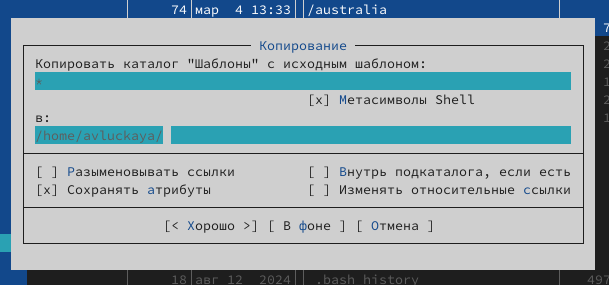 74 мар  4 13:33 /australia
Копирование
Копировать каталог "Шаблоны" с исходным шаблоном:
*
[x] Метасимволы Shell
в:
/home/avluckaya/
[ ] Разыменовывать ссылки [ ] Внутрь подкаталога, если есть
[x] Сохранять атрибуты [ ] Изменять относительные ссылки
[< Хорошо >] [ В фоне ] [ Отмена ]
18 авг 12  2024 .bash_history 497